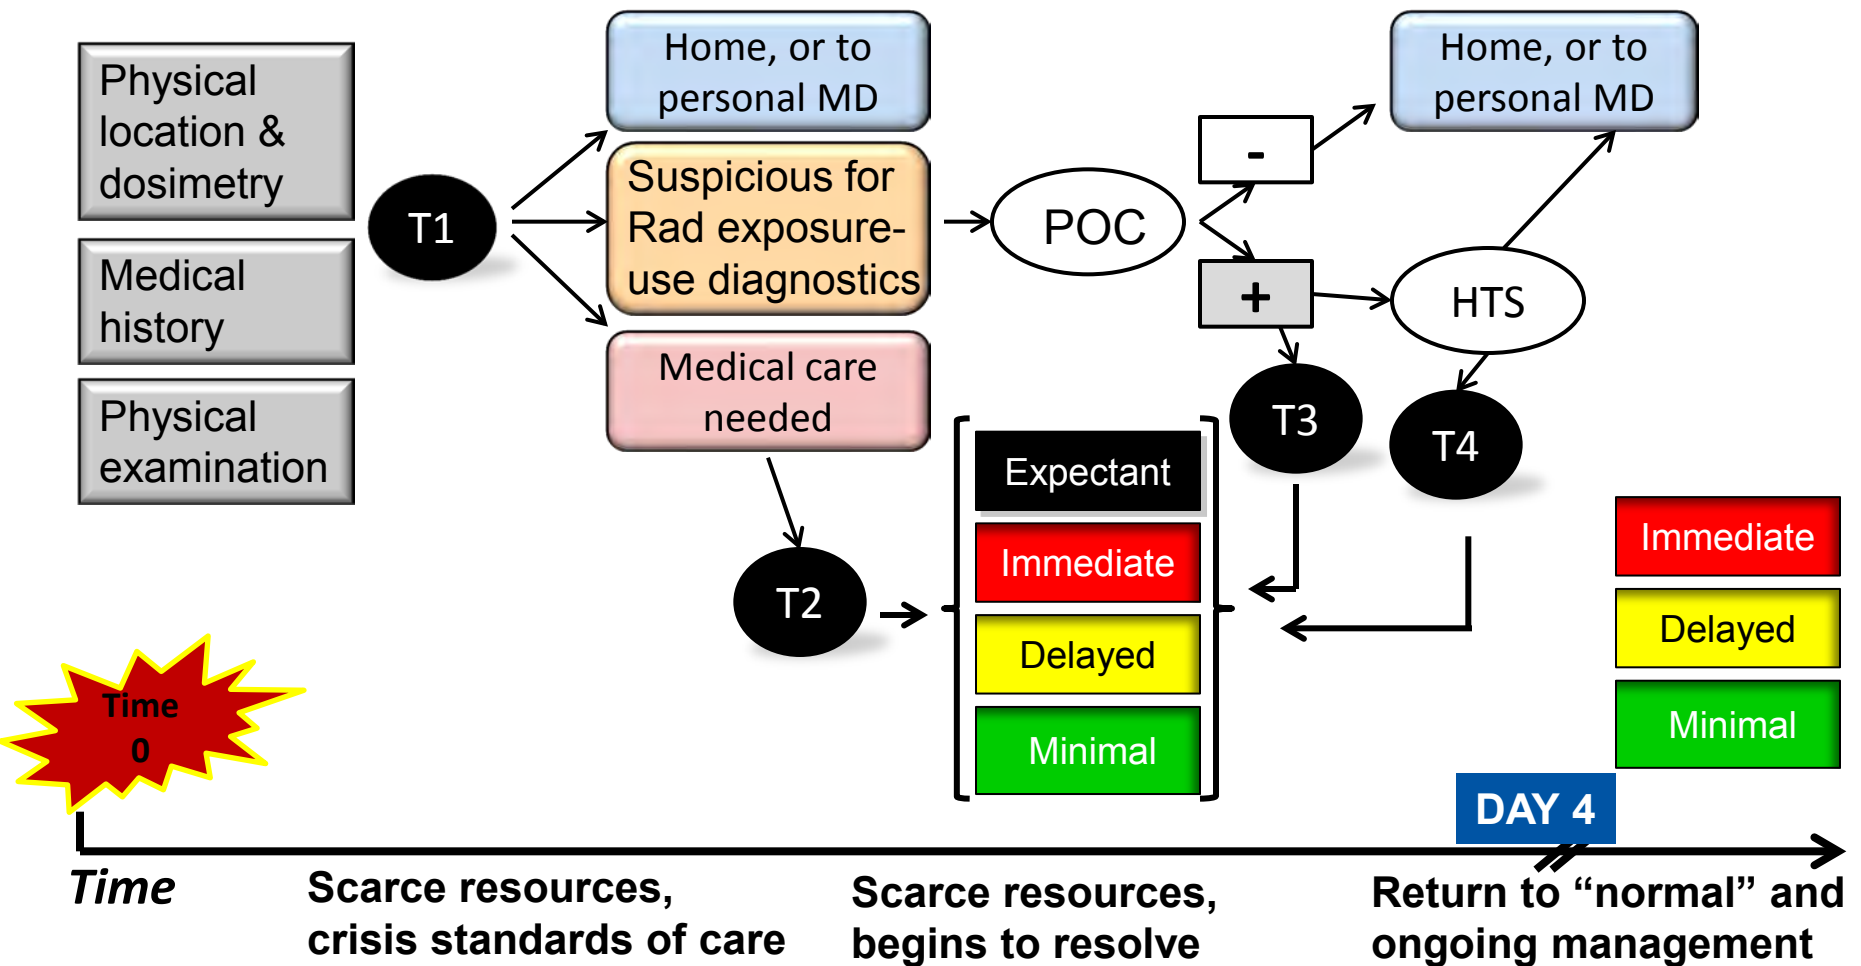 Physical
location &
dosimetry
Medical
history
Physical
examination
T1
Home, or to
personal MD
Suspicious for
Rad exposure-
use diagnostics
Medical care
needed
T2
POC
-
+
Home, or to
personal MD
HTS
T3
T4
Expectant
Immediate
Delayed
Minimal
Immediate
Delayed
Minimal
Time
0
DAY 4
Time
Scarce resources,
crisis standards of care
Scarce resources,
begins to resolve
Return to “normal” and
ongoing management